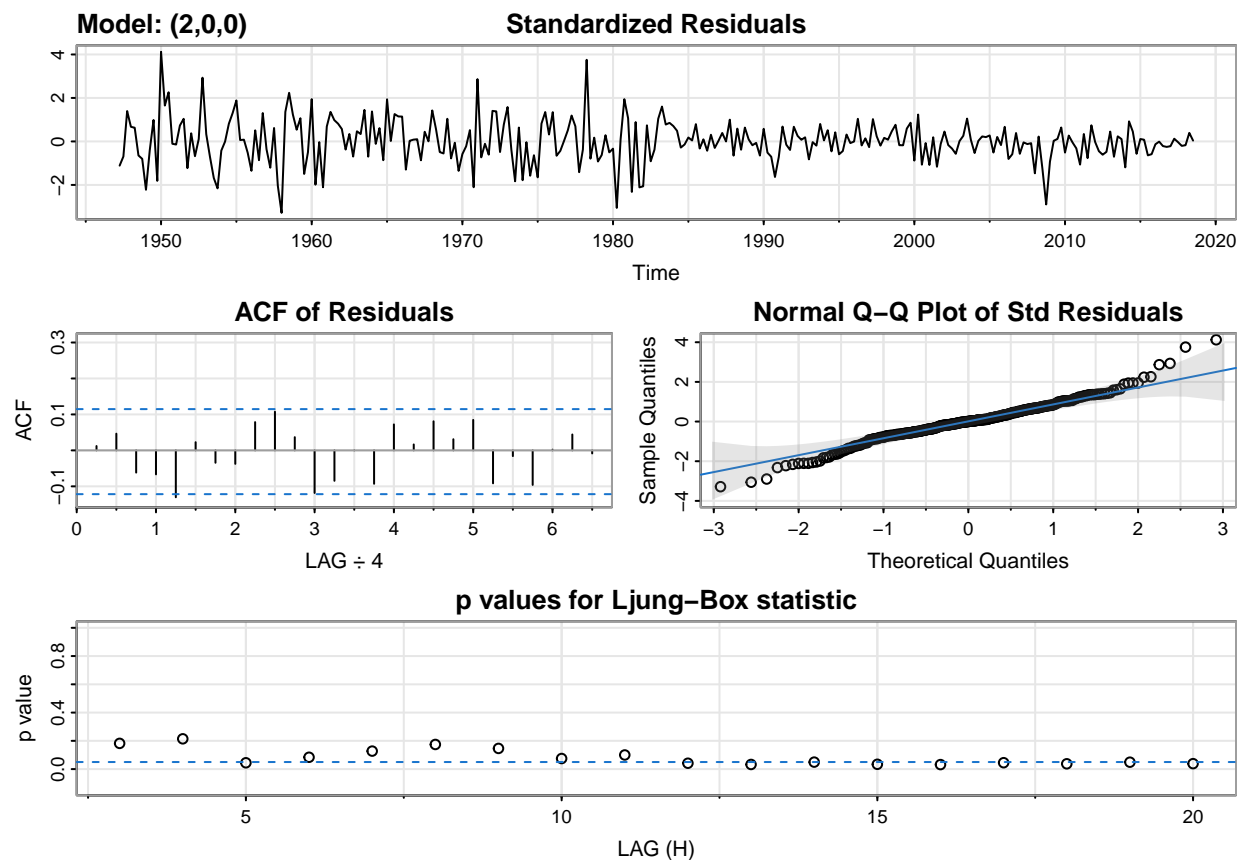 Model: (2,0,0) Standardized Residuals
4
2
0
−2
1950 1960 1970 1980 1990 2000 2010 2020
Time
ACF of Residuals
ACF
0.3
0.1
−0.1
0 1 2 3 4 5 6
LAG ÷ 4
Normal Q−Q Plot of Std Residuals
Sample Quantiles
4
2
0
−2
−4
−3 −2 −1 0 1 2 3
Theoretical Quantiles
p values for Ljung−Box statistic
p value
0.8
0.4
0.0
5 10 15 20
LAG (H)